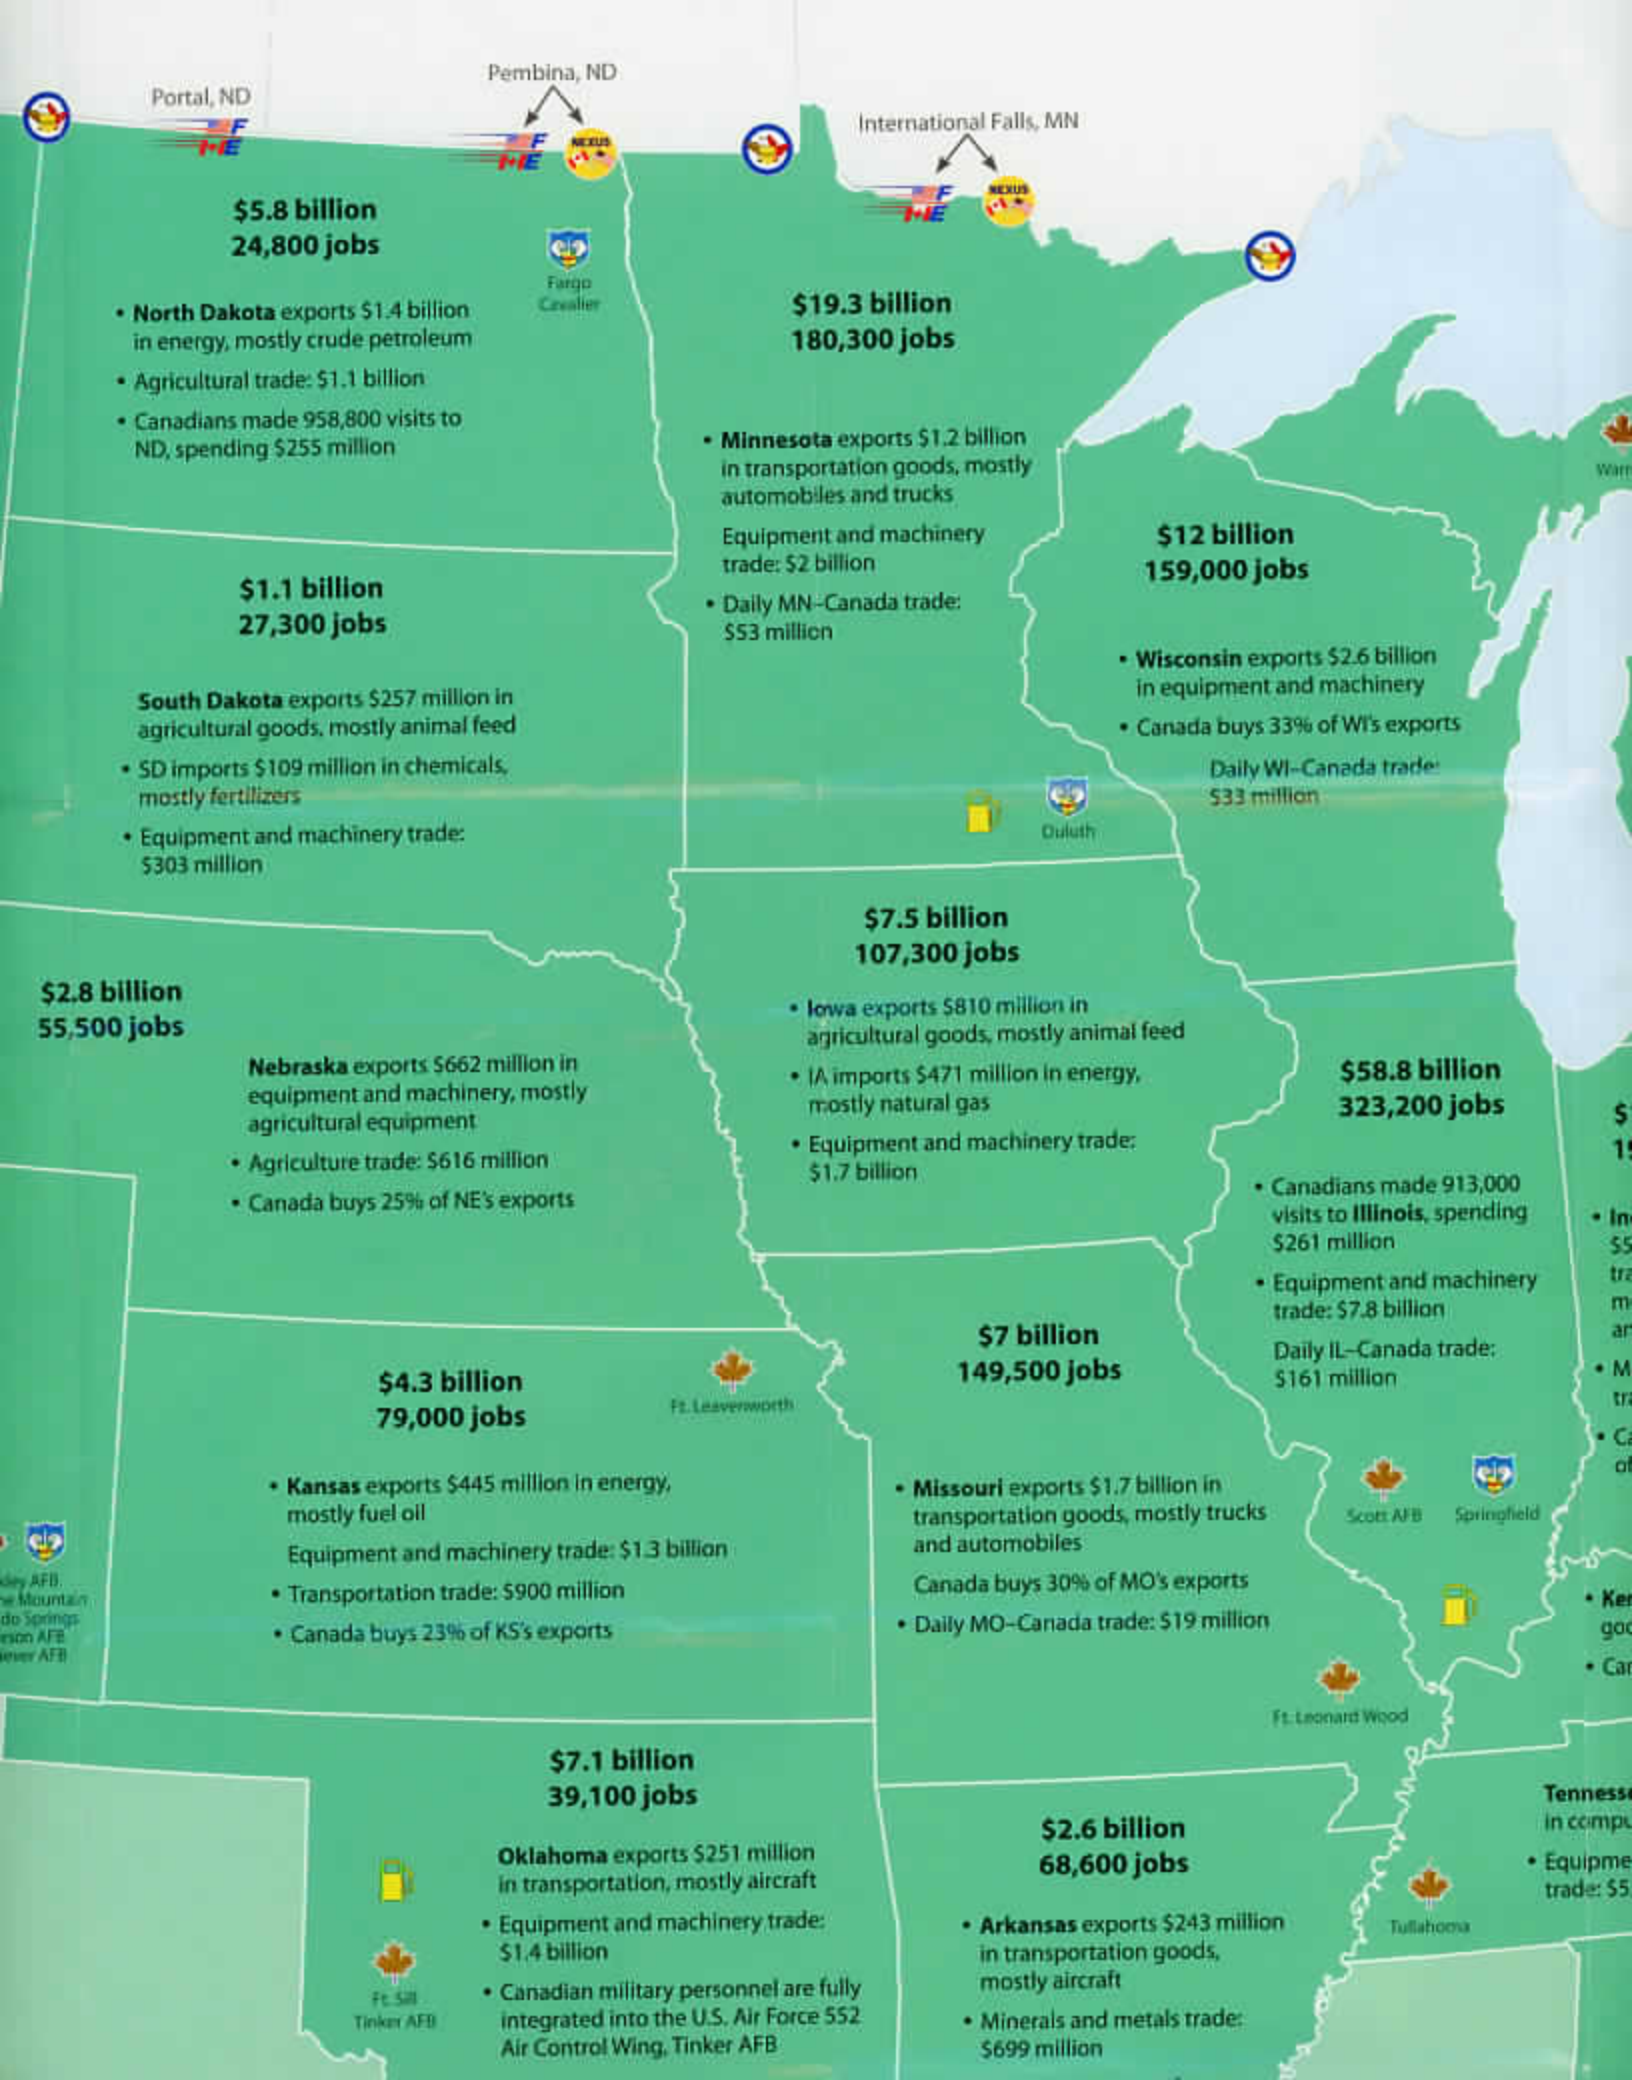 Pembina, ND
Portal, ND
International Falls, MN
F
E
F
E
NEXUS
F
E
NEXUS
$5.8 billion
24,800 jobs
Fargo
Cavalier
• North Dakota exports $1.4 billion
in energy, mostly crude petroleum
• Agricultural trade: $1.1 billion
• Canadians made 958,800 visits to
ND, spending $255 million
$19.3 billion
180,300 jobs
• Minnesota exports $1.2 billion
in transportation goods, mostly
automobiles and trucks
Equipment and machinery
trade: $2 billion
• Daily MN–Canada trade:
$53 million
Duluth
$12 billion
159,000 jobs
• Wisconsin exports $2.6 billion
in equipment and machinery
• Canada buys 33% of WI's exports
Daily WI–Canada trade:
$33 million
$1.1 billion
27,300 jobs
South Dakota exports $257 million in
agricultural goods, mostly animal feed
• SD imports $109 million in chemicals,
mostly fertilizers
• Equipment and machinery trade:
$303 million
$2.8 billion
55,500 jobs
Nebraska exports $662 million in
equipment and machinery, mostly
agricultural equipment
• Agriculture trade: $616 million
• Canada buys 25% of NE's exports
$7.5 billion
107,300 jobs
• Iowa exports $810 million in
agricultural goods, mostly animal feed
• IA imports $471 million in energy,
mostly natural gas
• Equipment and machinery trade:
$1.7 billion
$58.8 billion
323,200 jobs
• Canadians made 913,000
visits to Illinois, spending
$261 million
• Equipment and machinery
trade: $7.8 billion
Daily IL–Canada trade:
$161 million
Scott AFB
Springfield
$4.3 billion
79,000 jobs
Ft. Leavenworth
• Kansas exports $445 million in energy,
mostly fuel oil
Equipment and machinery trade: $1.3 billion
• Transportation trade: $900 million
• Canada buys 23% of KS's exports
$7 billion
149,500 jobs
• Missouri exports $1.7 billion in
transportation goods, mostly trucks
and automobiles
Canada buys 30% of MO's exports
• Daily MO–Canada trade: $19 million
Ft. Leonard Wood
AFB
Mountain
Springs
AFB
AFB
$7.1 billion
39,100 jobs
Oklahoma exports $251 million
in transportation, mostly aircraft
• Equipment and machinery trade:
$1.4 billion
• Canadian military personnel are fully
integrated into the U.S. Air Force 552
Air Control Wing, Tinker AFB
Ft. Sill
Tinker AFB
$2.6 billion
68,600 jobs
• Arkansas exports $243 million
in transportation goods,
mostly aircraft
• Minerals and metals trade:
$699 million
Tullahoma
Tenness
in compu
• Equipme
trade: $5